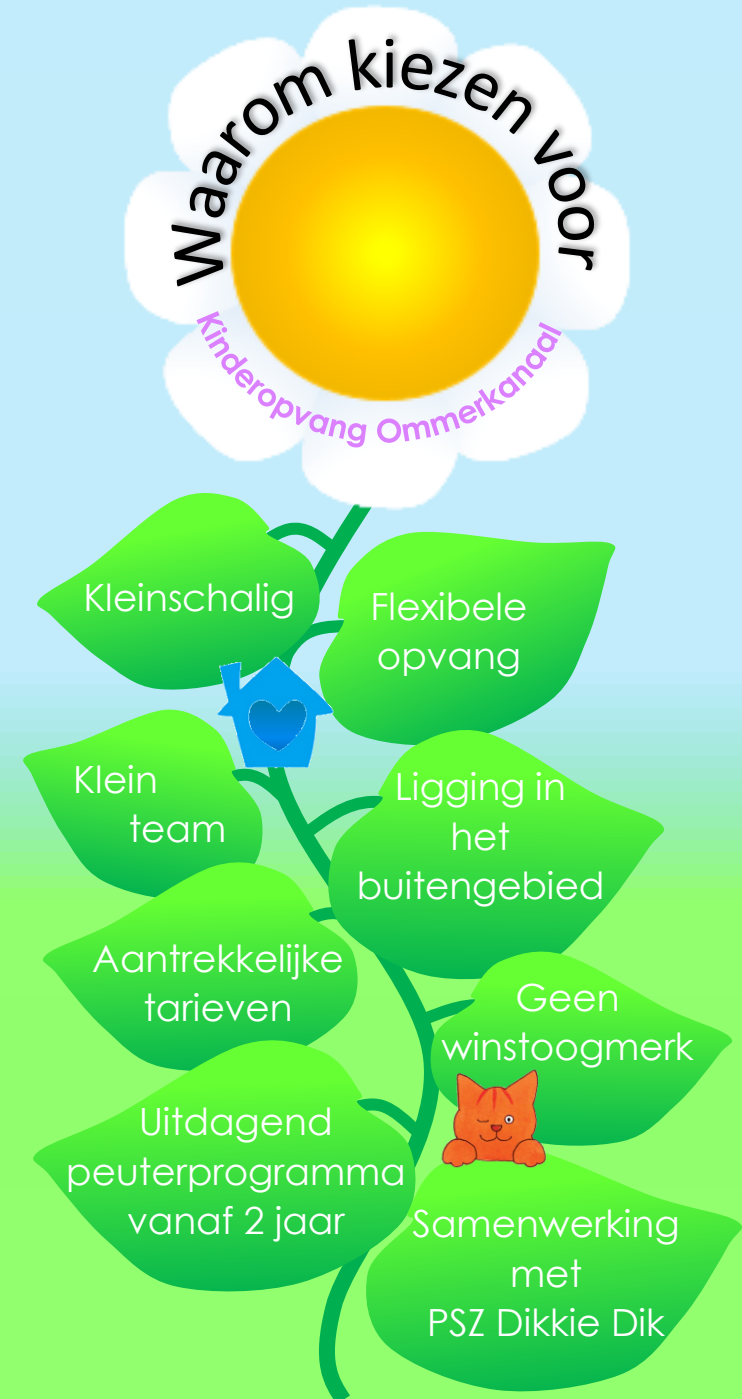 Waarom kiezen voor
Kinderopvang Ommerkanaal
Kleinschalig
Flexibele
opvang
Klein
team
Ligging in
het
buitengebied
Aantrekkelijke
tarieven
Geen
winstoogmerk
Uitdagend
peuterprogramma
vanaf 2 jaar
Samenwerking
met
PSZ Dikkie Dik